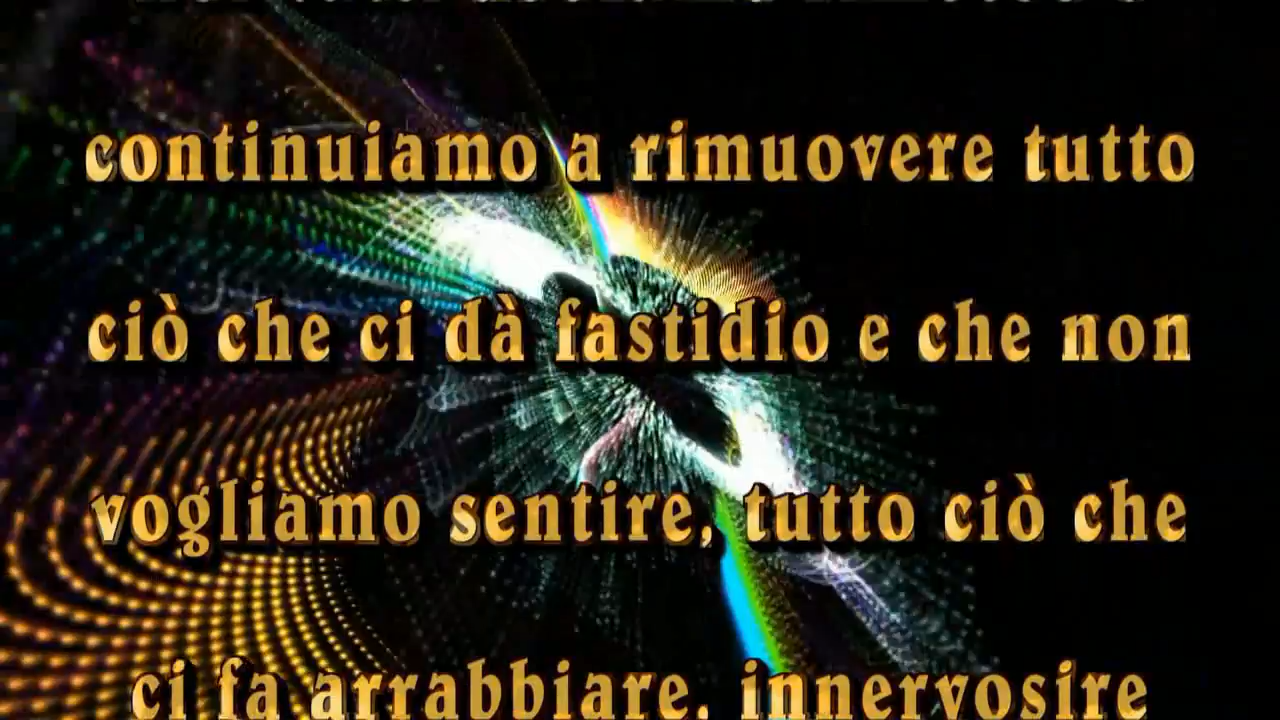 continuiamo a rimuovere tutto
ciò che ci dà fastidio e che non
vogliamo sentire, tutto ciò che
ci fa arrabbiare, innervosire